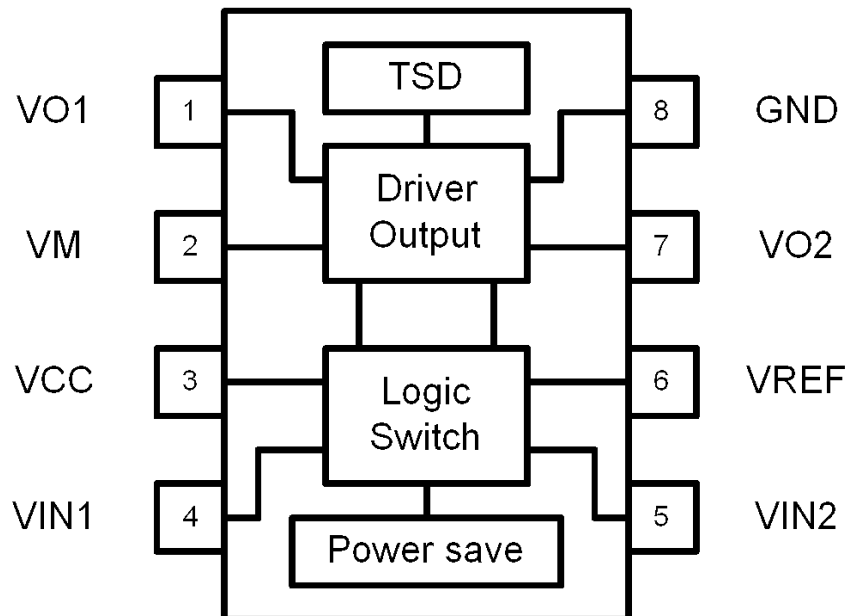 TSD
VO1
1
8
GND
Driver
Output
VM
2
7
VO2
VCC
3
6
VREF
Logic
Switch
VIN1
4
5
VIN2
Power save